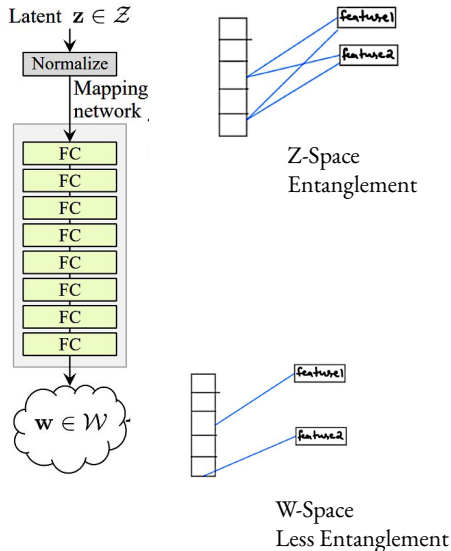 Latent z ∈ Z
Normalize
Mapping
network
FC
FC
FC
FC
FC
FC
FC
FC
w ∈ W
feature1
feature2
Z-Space
Entanglement
feature1
feature2
W-Space
Less Entanglement